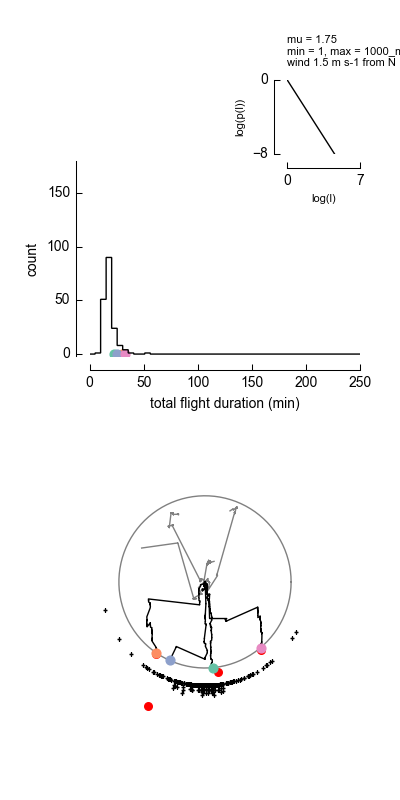 mu = 1.75
min = 1, max = 1000_m
wind 1.5 m s-1 from N
0
log(p(l))
−8
0 7
log(l)
150
100
count
50
0
0 50 100 150 200 250
total flight duration (min)